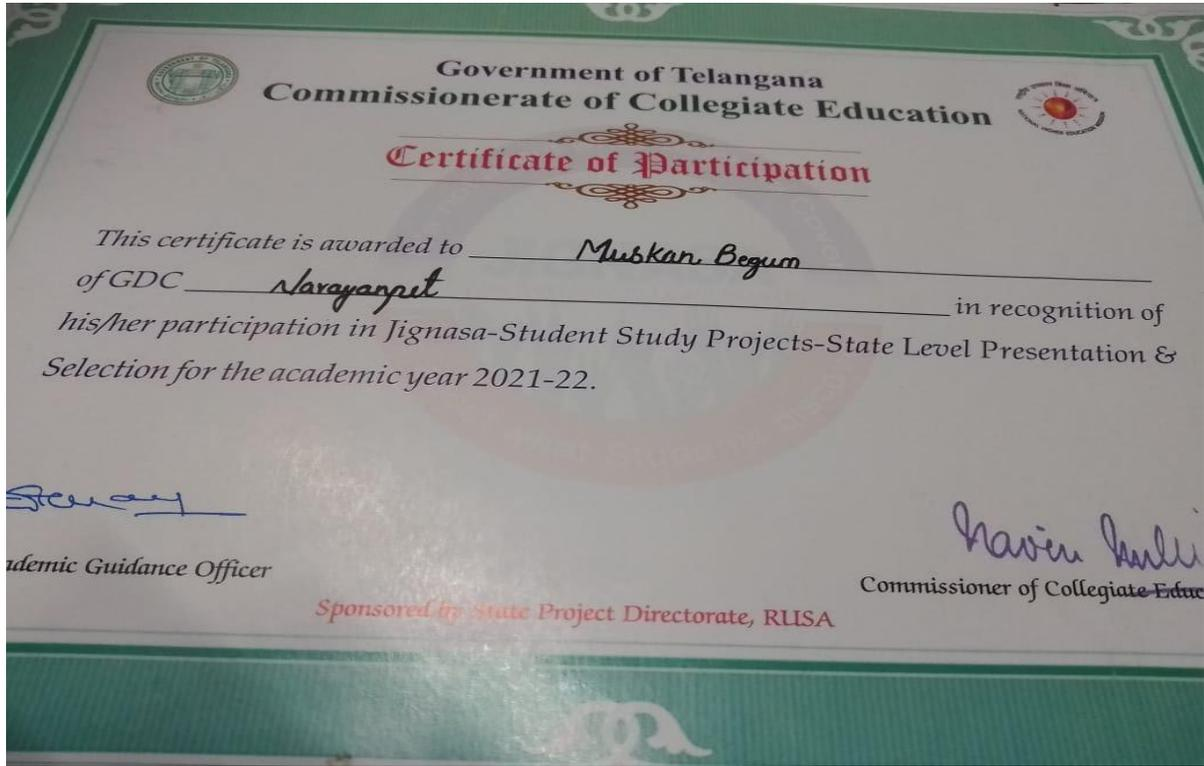 Government of Telangana
Commissionerate of Collegiate Education
Certificate of Participation
This certificate is awarded to Muskan Begum
of GDC Narayanpet in recognition of
his/her participation in Jignasa-Student Study Projects-State Level Presentation &
Selection for the academic year 2021-22.
ademic Guidance Officer
Commissioner of Collegiate Educ
Sponsored by State Project Directorate, RUSA